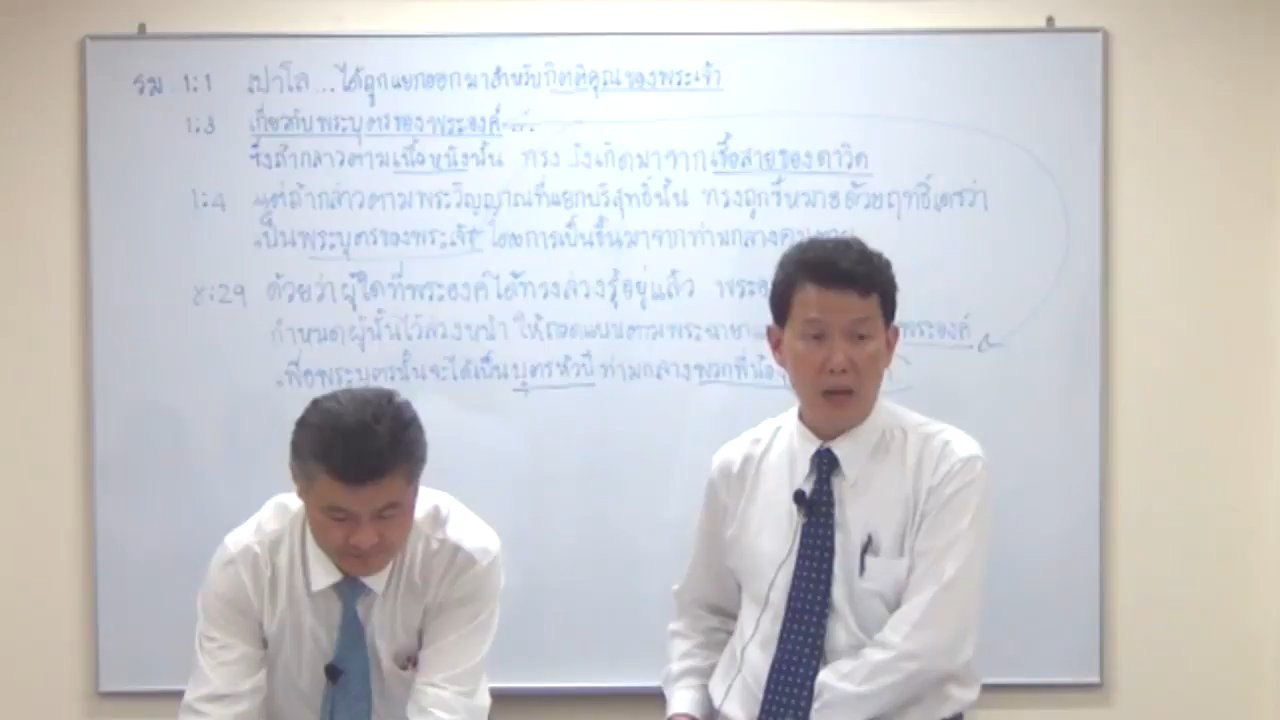 รม. 1:1 เปาโล...ได้ถูกแยกออกมาสำหรับกิตติคุณของพระเจ้า
1:3 เกี่ยวกับพระบุตรของพระองค์...
ซึ่งถ้ากล่าวตามเนื้อหนังนั้น ทรงบังเกิดมาจากเชื้อสายของดาวิด
1:4 แต่ถ้ากล่าวตามพระวิญญาณที่แยกบริสุทธิ์นั้น ทรงถูกชี้หมายด้วยฤทธิ์เดชว่า
เป็นพระบุตรของพระเจ้า โดยการเป็นขึ้นมาจากท่ามกลางคนตาย
8:29 ด้วยว่าผู้ใดที่พระองค์ได้ทรงล่วงรู้อยู่แล้ว
กำหนดผู้นั้นไว้ล่วงหน้า ให้ถอดแบบตามพระฉายา พระองค์
เพื่อพระบุตรนั้นจะได้เป็นบุตรหัวปี ท่ามกลางพวกพี่น้อง